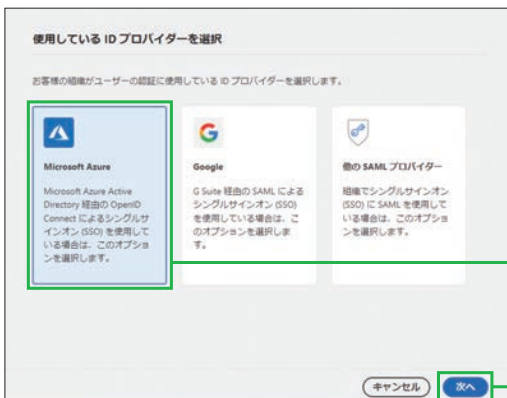 使用している ID プロバイダーを選択
お客様の組織がユーザーの認証に使用している ID プロバイダーを選択します。
Microsoft Azure
Microsoft Azure Active
Directory 経由の OpenID
Connect によるシングルサ
インオン (SSO) を使用して
いる場合は、このオプショ
ンを選択します。
Google
G Suite 経由の SAML による
シングルサインオン (SSO)
を使用している場合は、こ
のオプションを選択しま
す。
他の SAML プロバイダー
組織でシングルサインオン
(SSO) に SAML を使用して
いる場合は、このオプショ
ンを選択します。
キャンセル
次へ